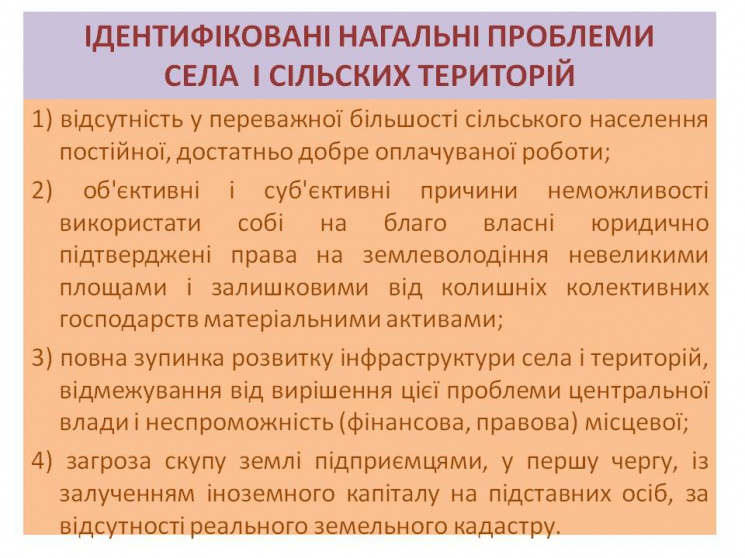 ІДЕНТИФІКОВАНІ НАГАЛЬНІ ПРОБЛЕМИ
СЕЛА І СІЛЬСКИХ ТЕРИТОРІЙ
1) відсутність у переважної більшості сільського населення
постійної, достатньо добре оплачуваної роботи;
2) об'єктивні і суб'єктивні причини неможливості
використати собі на благо власні юридично
підтверджені права на землеволодіння невеликими
площами і залишковими від колишніх колективних
господарств матеріальними активами;
3) повна зупинка розвитку інфраструктури села і територій,
відмежування від вирішення цієї проблеми центральної
влади і неспроможність (фінансова, правова) місцевої;
4) загроза скупу землі підприємцями, у першу чергу, із
залученням іноземного капіталу на підставних осіб, за
відсутності реального земельного кадастру.